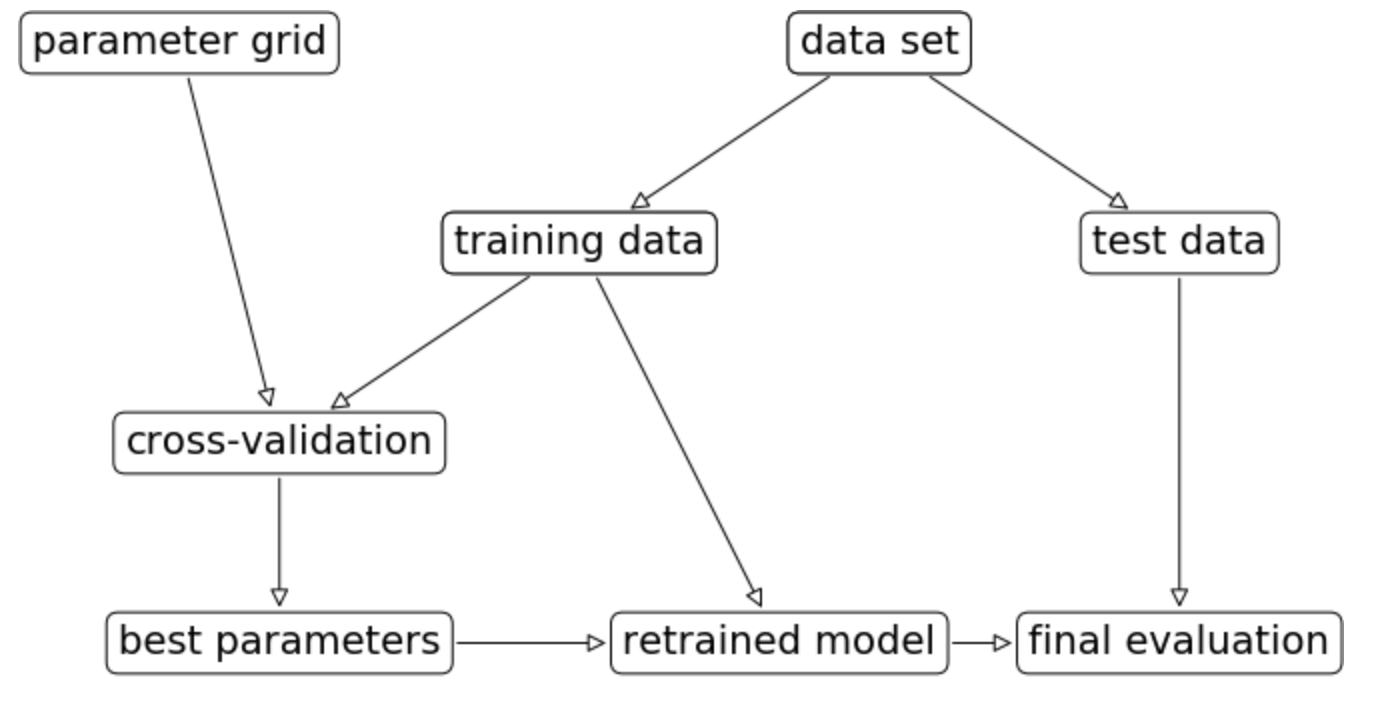 parameter grid
data set
training data
test data
cross-validation
best parameters
retrained model
final evaluation